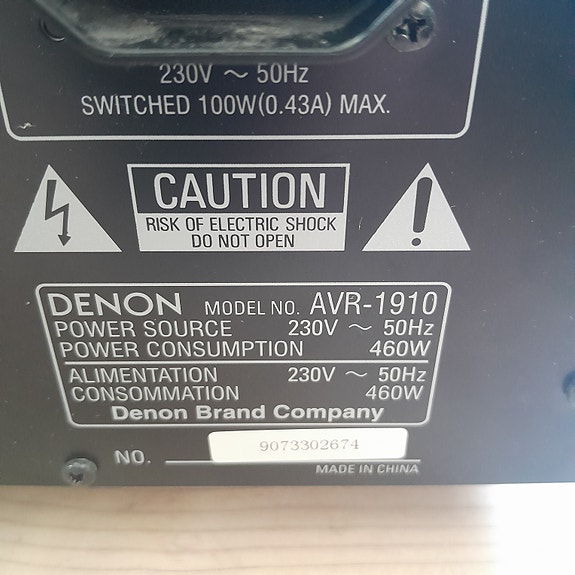 230V ~ 50Hz
SWITCHED 100W(0.43A) MAX.
CAUTION
RISK OF ELECTRIC SHOCK
DO NOT OPEN
DENON MODEL NO. AVR-1910
POWER SOURCE 230V ~ 50Hz
POWER CONSUMPTION 460W
ALIMENTATION 230V ~ 50Hz
CONSOMMATION 460W
Denon Brand Company
NO. 9073302674
MADE IN CHINA